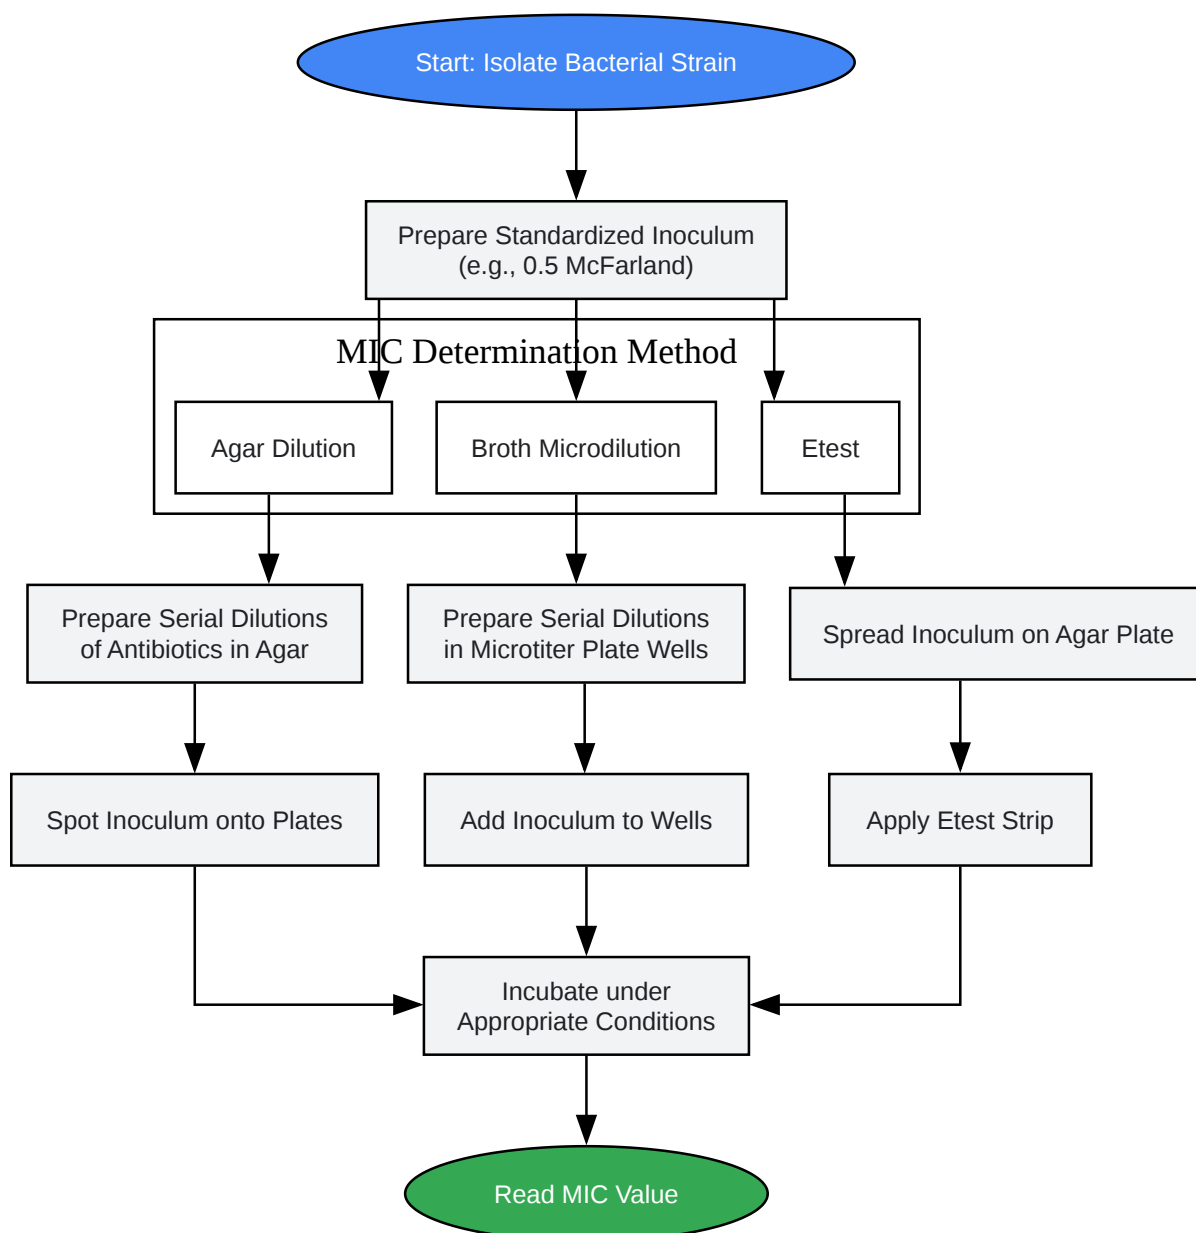 Start: Isolate Bacterial Strain
Prepare Standardized Inoculum
(e.g., 0.5 McFarland)
MIC Determination Method
Agar Dilution
Broth Microdilution
Etest
Prepare Serial Dilutions
of Antibiotics in Agar
Prepare Serial Dilutions
in Microtiter Plate Wells
Spread Inoculum on Agar Plate
Spot Inoculum onto Plates
Add Inoculum to Wells
Apply Etest Strip
Incubate under
Appropriate Conditions
Read MIC Value